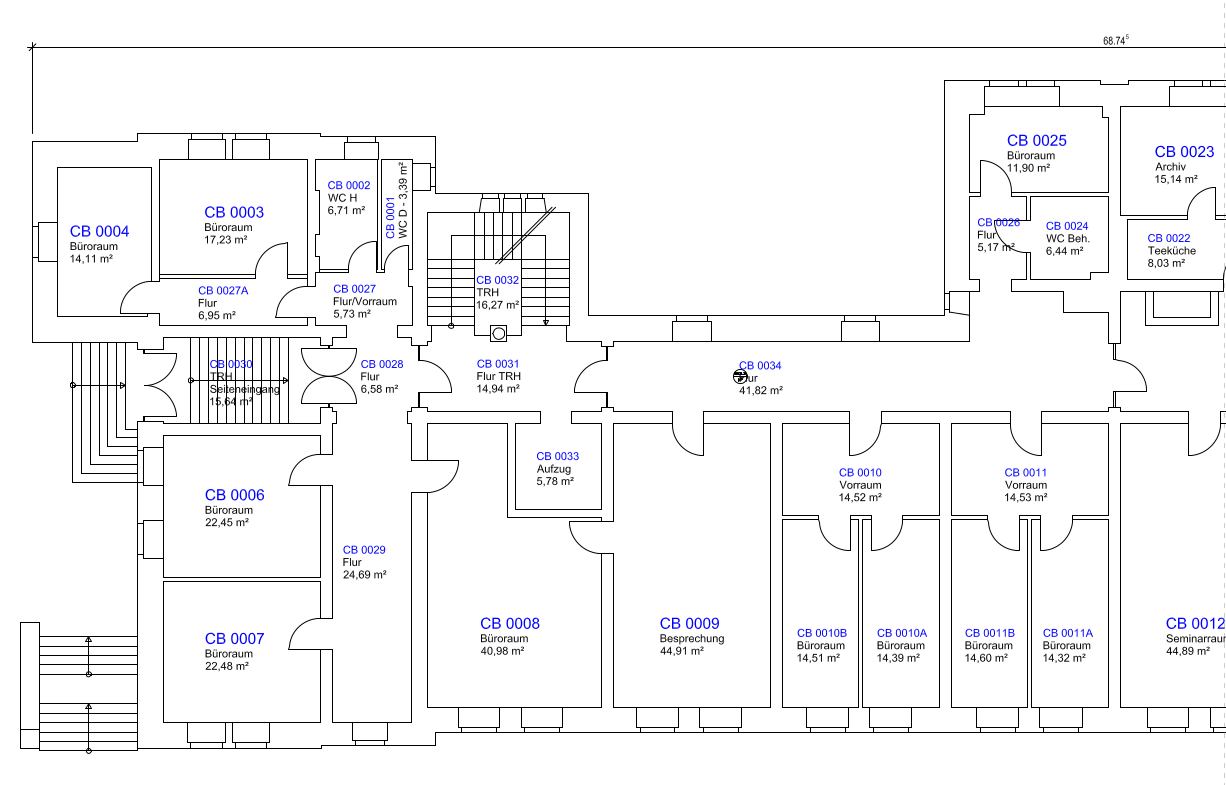 68.74⁵
CB 0025
Büroraum
11,90 m²
CB 0023
Archiv
15,14 m²
CB 0004
Büroraum
14,11 m²
CB 0003
Büroraum
17,23 m²
CB 0002
WC H
6,71 m²
CB 0001
WC D - 3,39 m²
CB 0026
Flur
5,17 m²
CB 0024
WC Beh.
6,44 m²
CB 0022
Teeküche
8,03 m²
CB 0027A
Flur
6,95 m²
CB 0027
Flur/Vorraum
5,73 m²
CB 0032
TRH
16,27 m²
CB 0030
TRH
Seiteneingang
15,64 m²
CB 0028
Flur
6,58 m²
CB 0031
Flur TRH
14,94 m²
CB 0034
Flur
41,82 m²
CB 0033
Aufzug
5,78 m²
CB 0010
Vorraum
14,52 m²
CB 0011
Vorraum
14,53 m²
CB 0006
Büroraum
22,45 m²
CB 0029
Flur
24,69 m²
CB 0007
Büroraum
22,48 m²
CB 0008
Büroraum
40,98 m²
CB 0009
Besprechung
44,91 m²
CB 0010B
Büroraum
14,51 m²
CB 0010A
Büroraum
14,39 m²
CB 0011B
Büroraum
14,60 m²
CB 0011A
Büroraum
14,32 m²
CB 0012
Seminarraum
44,89 m²